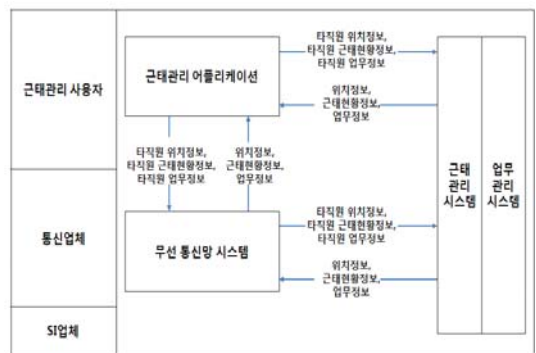 근태관리 사용자
통신업체
SI업체
근태관리 어플리케이션
타직원 위치정보,
타직원 근태현황정보,
타직원 업무정보
위치정보,
근태현황정보,
업무정보
타직원 위치정보,
타직원 근태현황정보,
타직원 업무정보
위치정보,
근태현황정보,
업무정보
무선 통신망 시스템
타직원 위치정보,
타직원 근태현황정보,
타직원 업무정보
위치정보,
근태현황정보,
업무정보
근태
관리
시스템
업무
관리
시스템